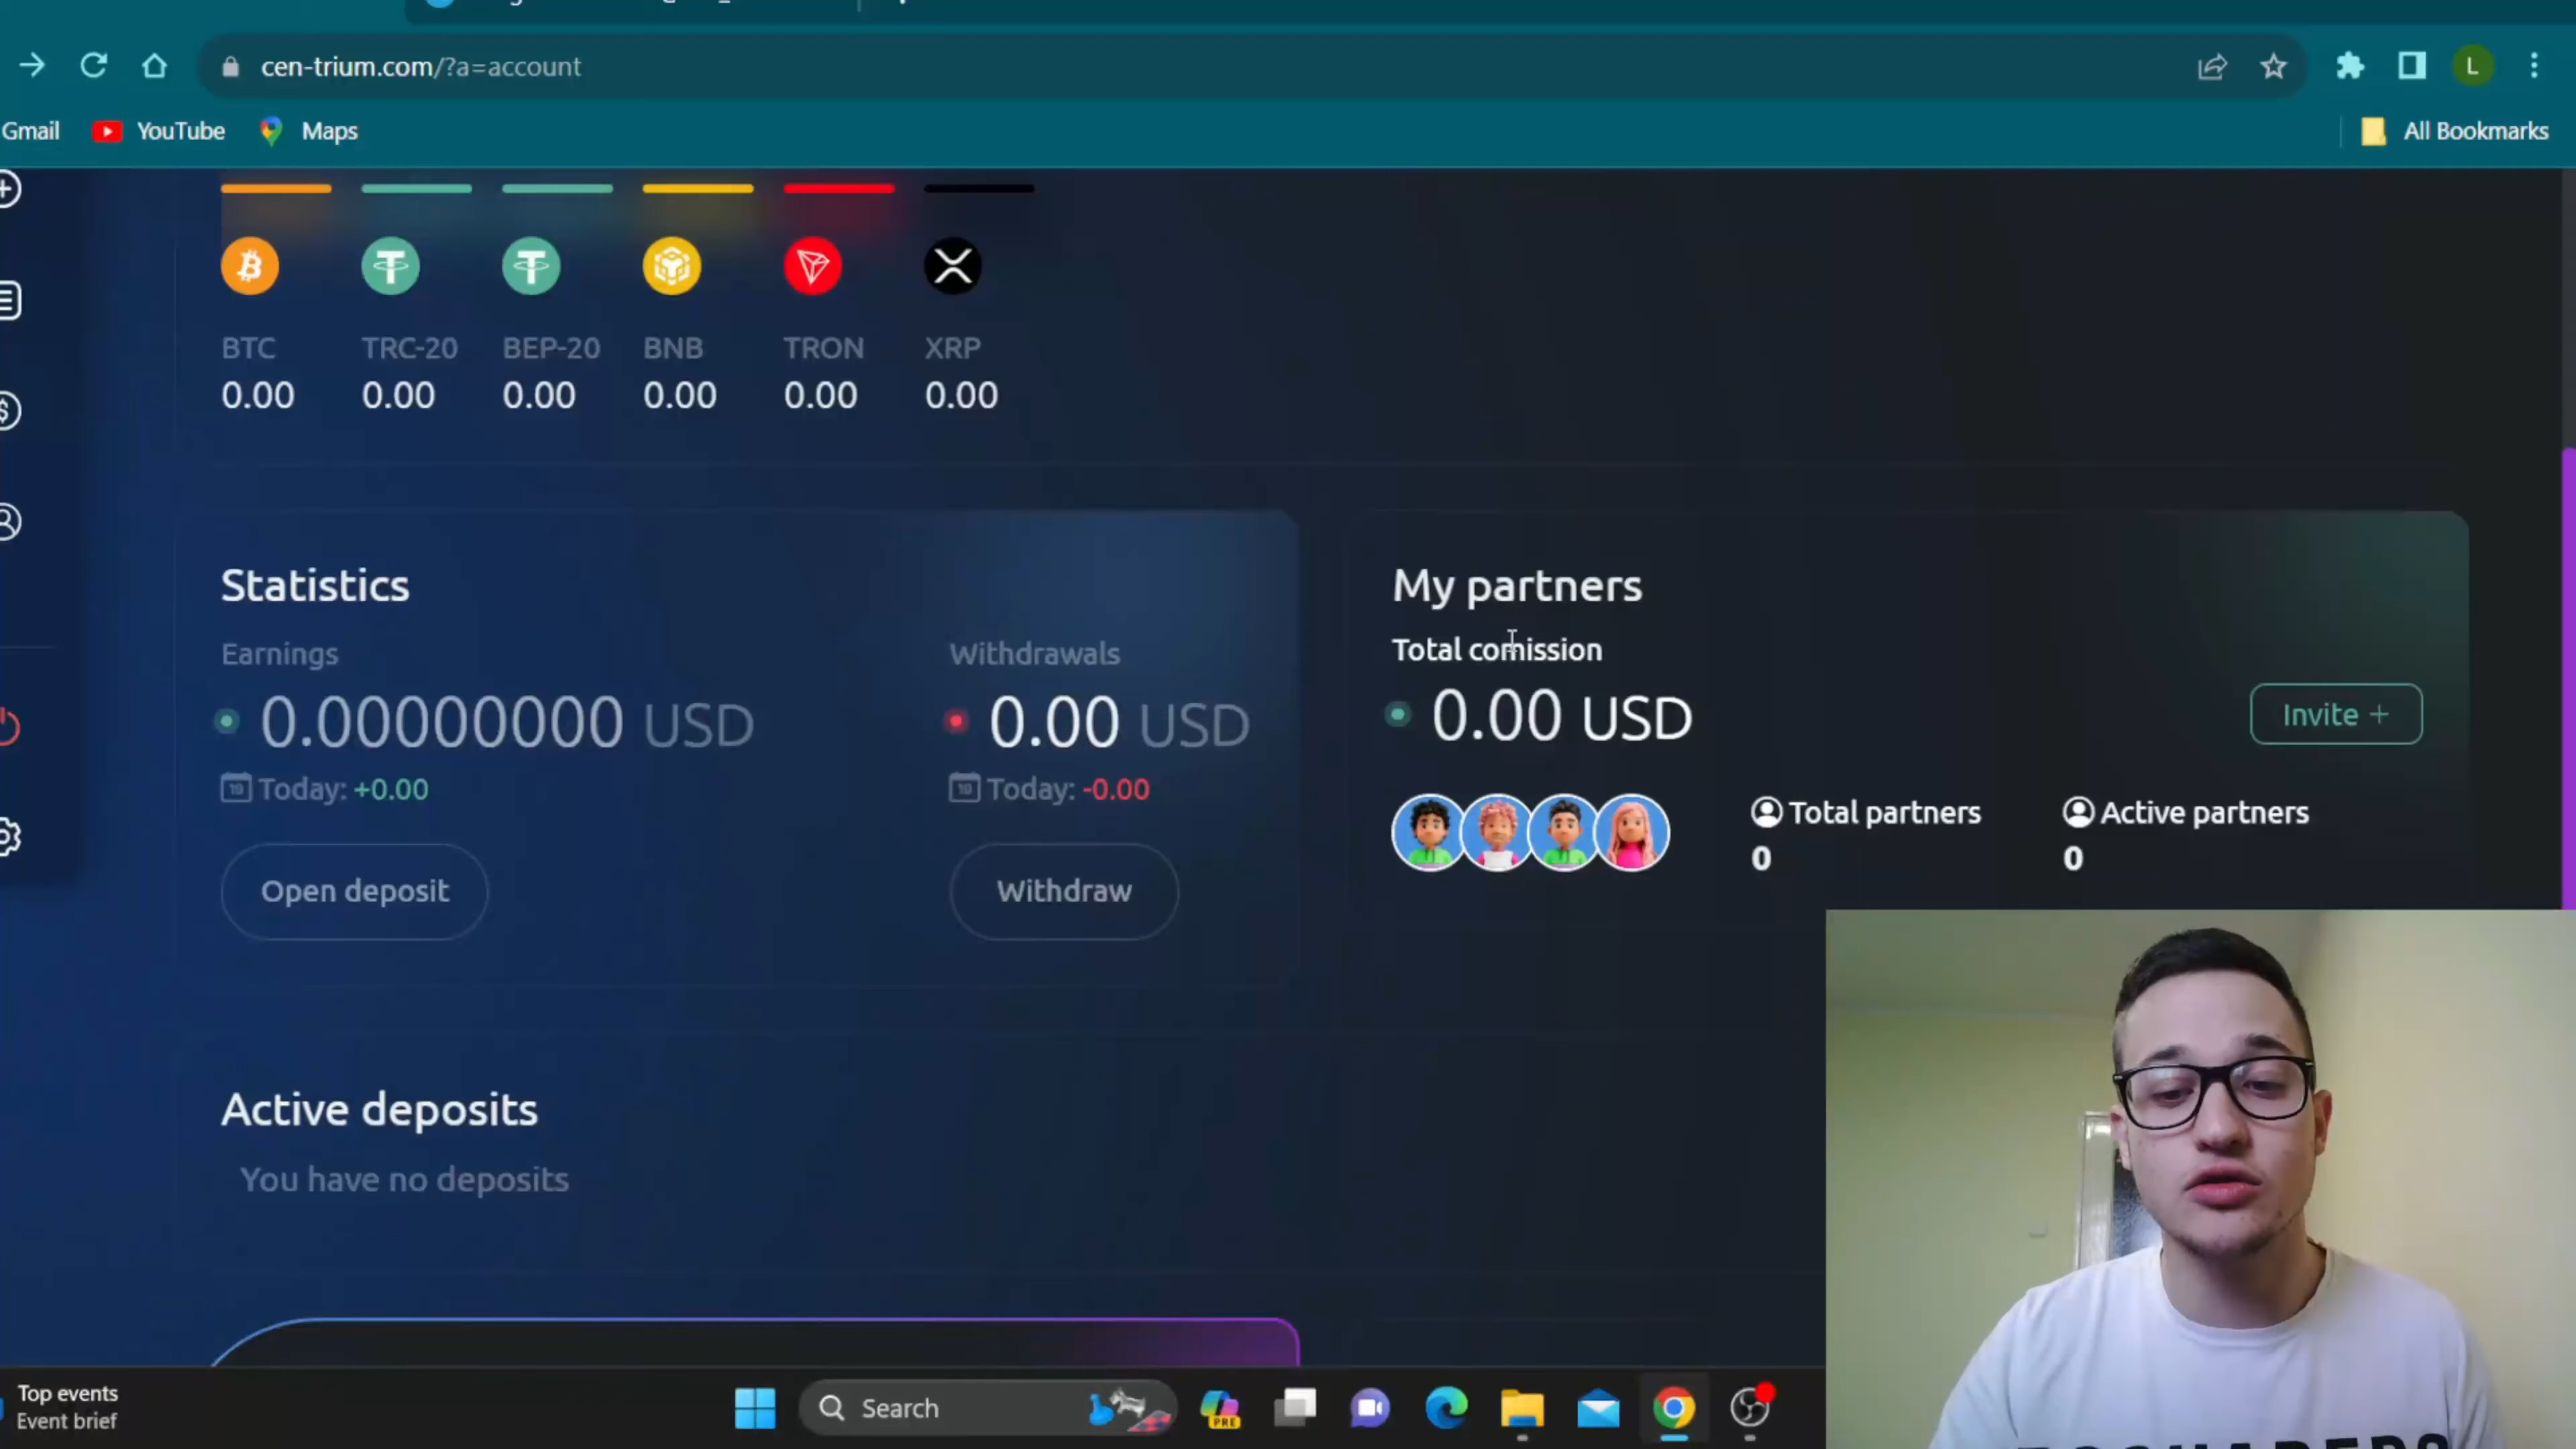 cen-trium.com/?a=account
Gmail YouTube Maps All Bookmarks
BTC TRC-20 BEP-20 BNB TRON XRP
0.00 0.00 0.00 0.00 0.00 0.00
Statistics
Earnings Withdrawals
0.00000000 USD 0.00 USD
Today: +0.00 Today: -0.00
Open deposit Withdraw
My partners
Total comission
0.00 USD
Invite +
Total partners Active partners
0 0
Active deposits
You have no deposits
Top events
Event brief
Search
PRE
L